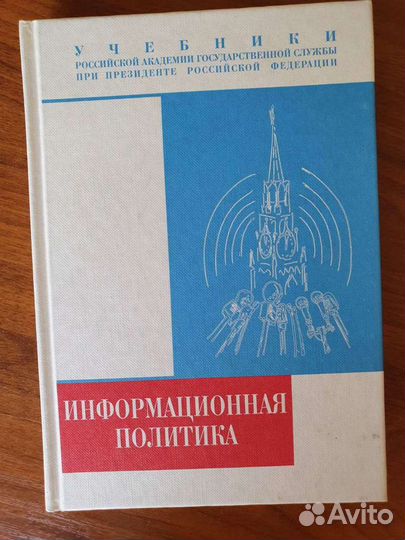 УЧЕБНИКИ
РОССИЙСКОЙ АКАДЕМИИ ГОСУДАРСТВЕННОЙ СЛУЖБЫ
ПРИ ПРЕЗИДЕНТЕ РОССИЙСКОЙ ФЕДЕРАЦИИ
ИНФОРМАЦИОННАЯ
ПОЛИТИКА
Avito